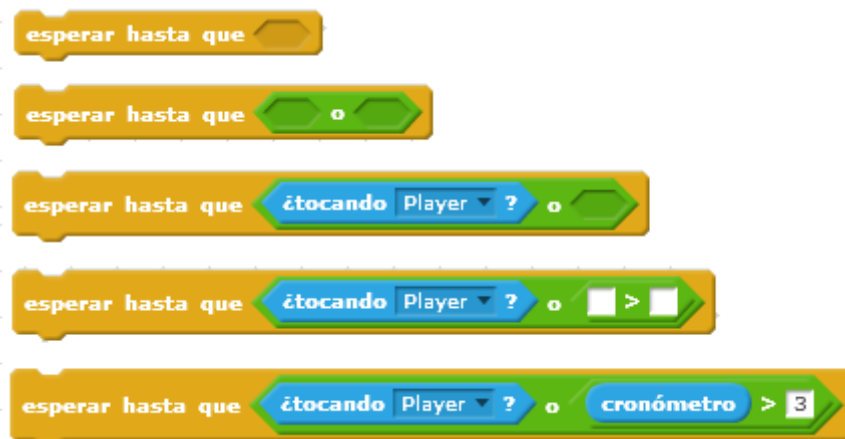 esperar hasta que
esperar hasta que o
esperar hasta que ¿tocando Player ? o
esperar hasta que ¿tocando Player ? o >
esperar hasta que ¿tocando Player ? o cronómetro > 3